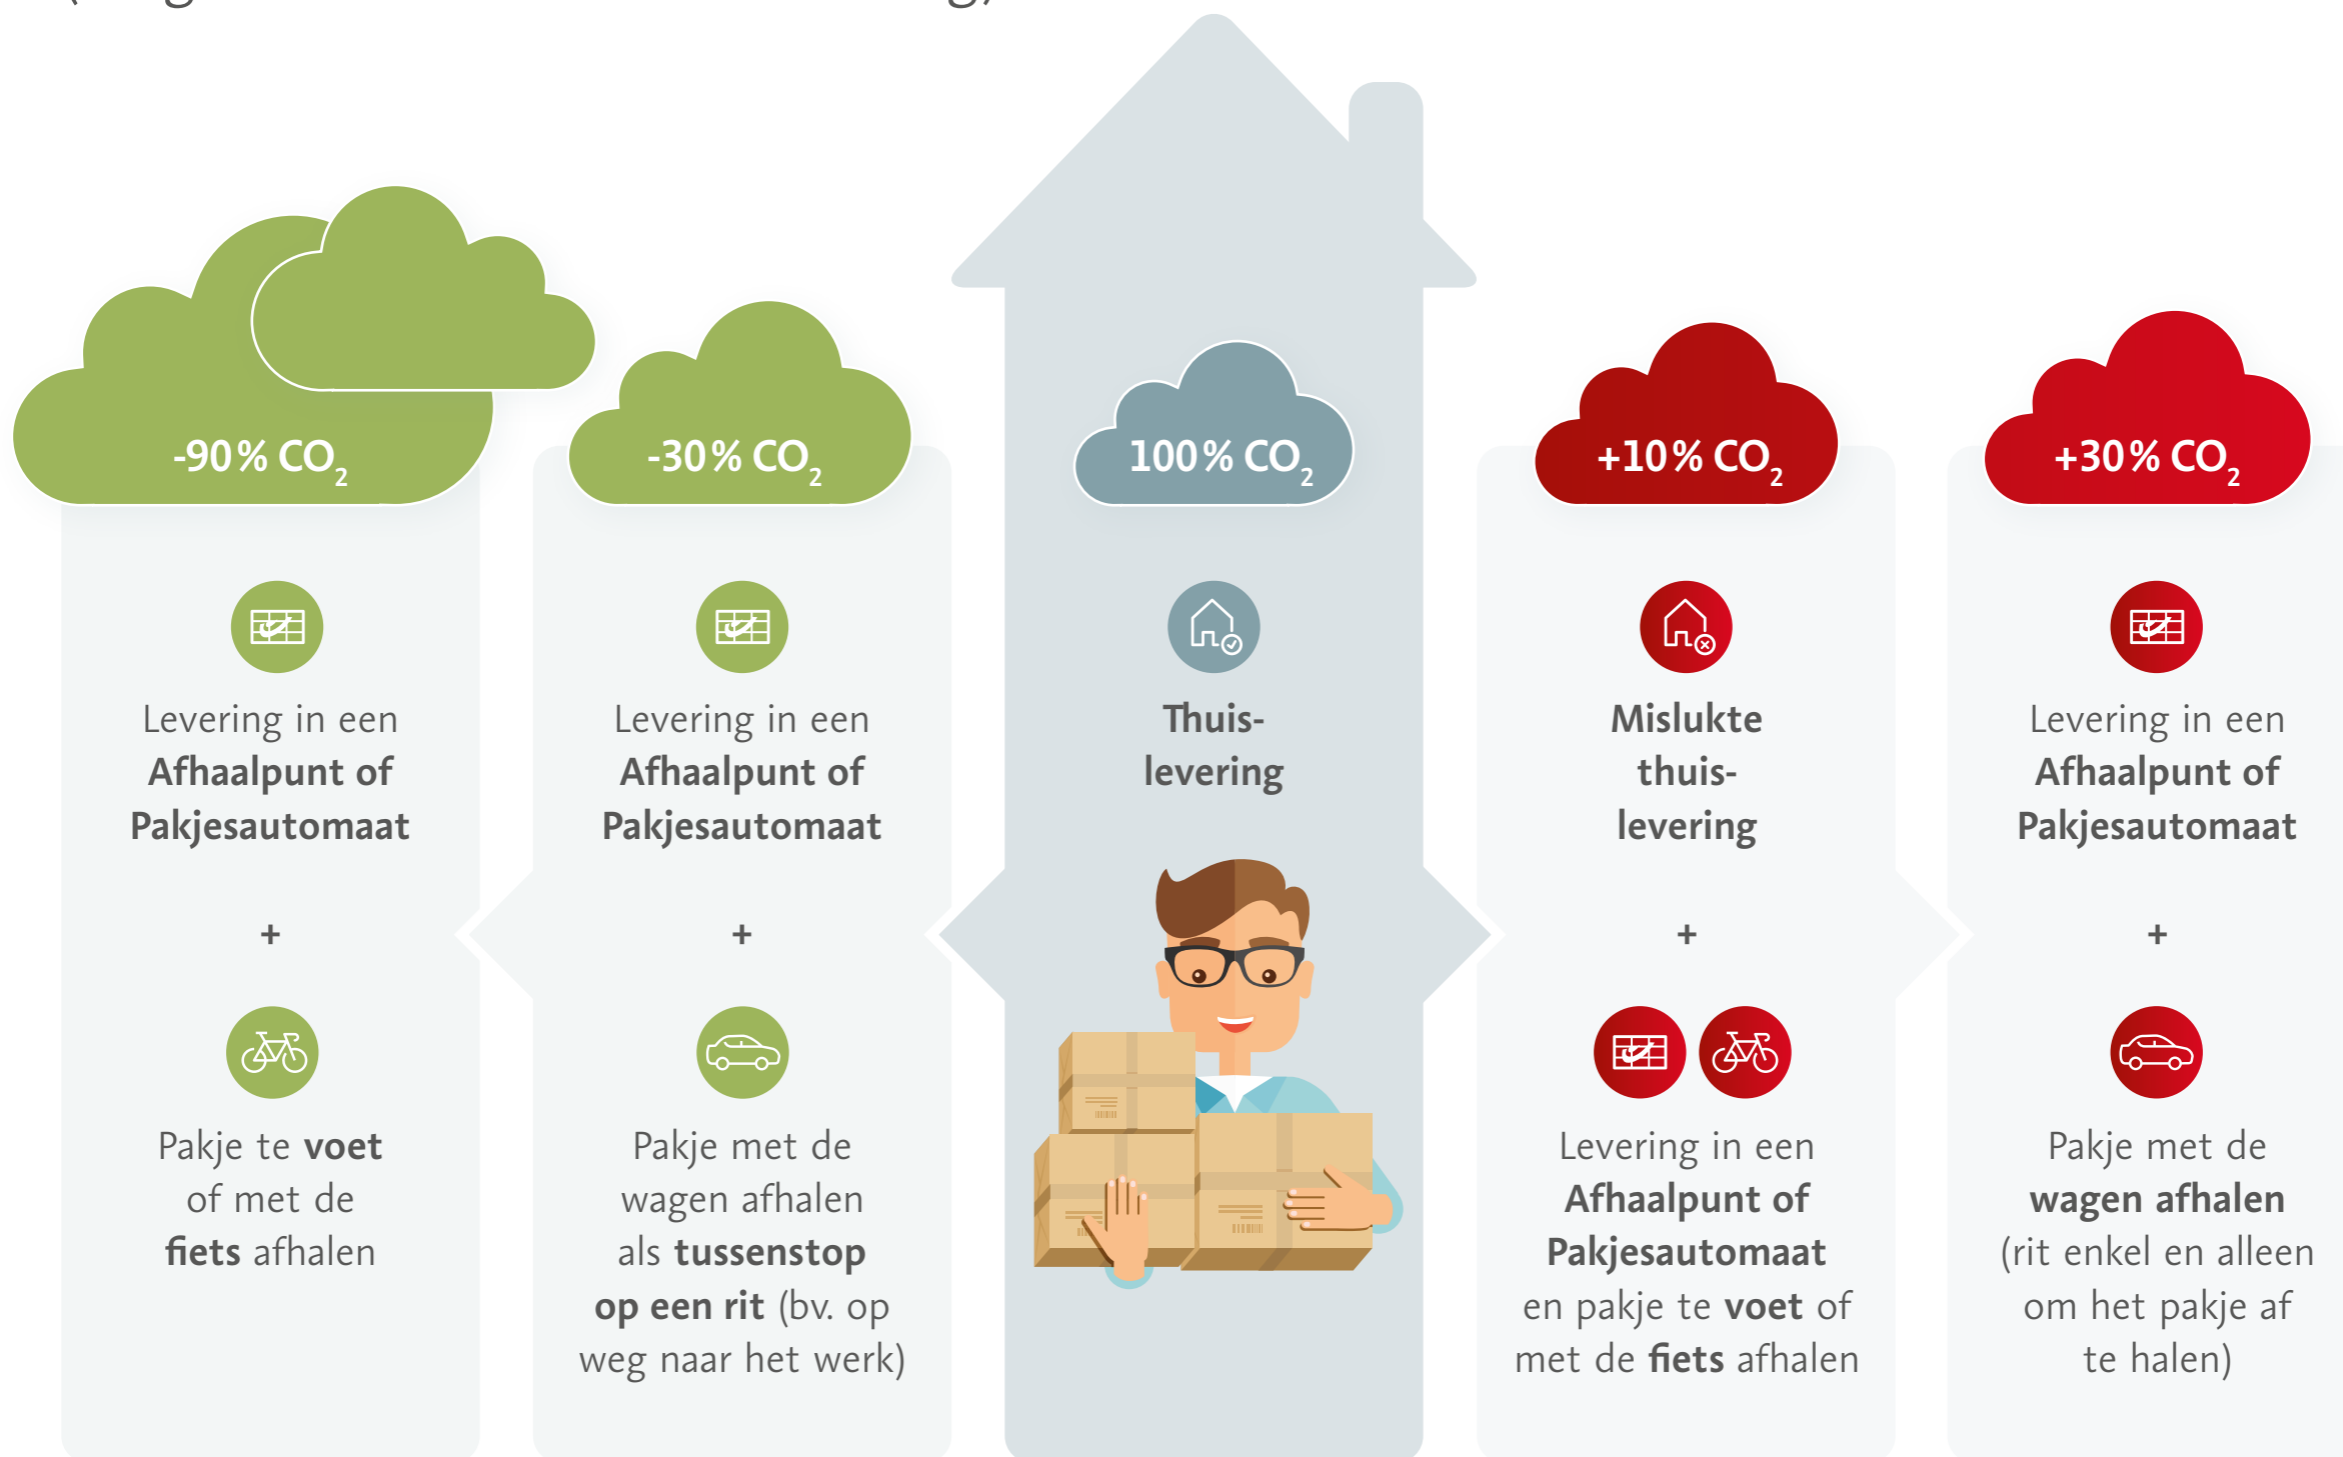 -90% CO₂
Levering in een
Afhaalpunt of
Pakjesautomaat
+
Pakje te voet
of met de
fiets afhalen
-30% CO₂
Levering in een
Afhaalpunt of
Pakjesautomaat
+
Pakje met de
wagen afhalen
als tussenstop
op een rit (bv. op
weg naar het werk)
100% CO₂
Thuis-
levering
+10% CO₂
Mislukte
thuis-
levering
+
Levering in een
Afhaalpunt of
Pakjesautomaat
en pakje te voet of
met de fiets afhalen
+30% CO₂
Levering in een
Afhaalpunt of
Pakjesautomaat
+
Pakje met de
wagen afhalen
(rit enkel en alleen
om het pakje af
te halen)